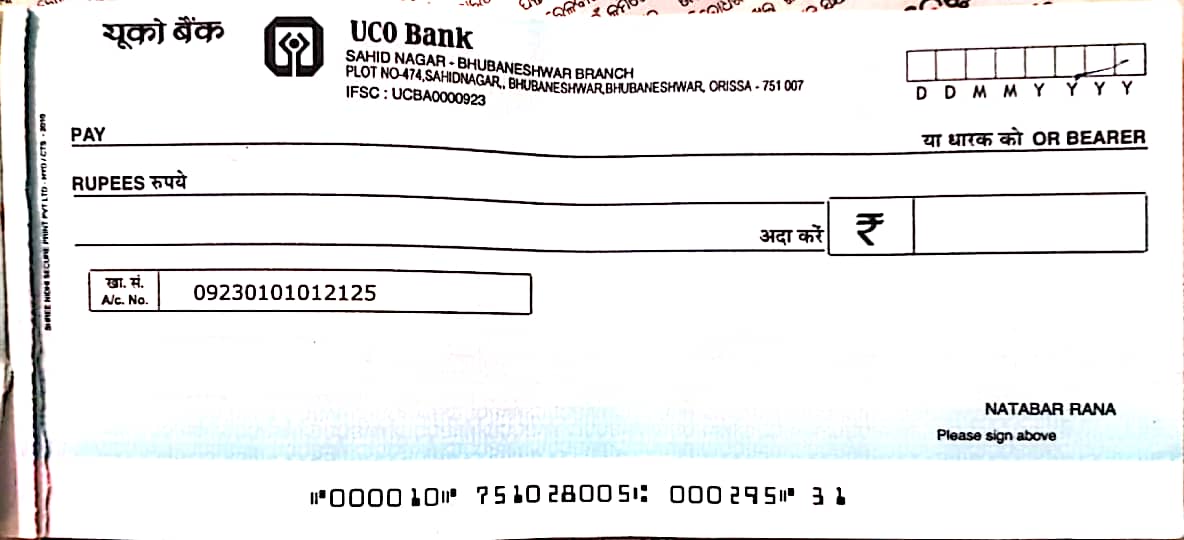 यूको बैंक
UCO Bank
SAHID NAGAR - BHUBANESHWAR BRANCH
PLOT NO-474,SAHIDNAGAR,, BHUBANESHWAR,BHUBANESHWAR, ORISSA - 751 007
IFSC : UCBA0000923
D D M M Y Y Y Y
PAY या धारक को OR BEARER
RUPEES रुपये
अदा करें ₹
खा. सं.
A/c. No. 09230101012125
NATABAR RANA
Please sign above
⑈000010⑈ 751028005⑆ 000295⑈ 31
SHREE NIDHI SECURE PRINT PVT LTD - HYD / CTS - 2010